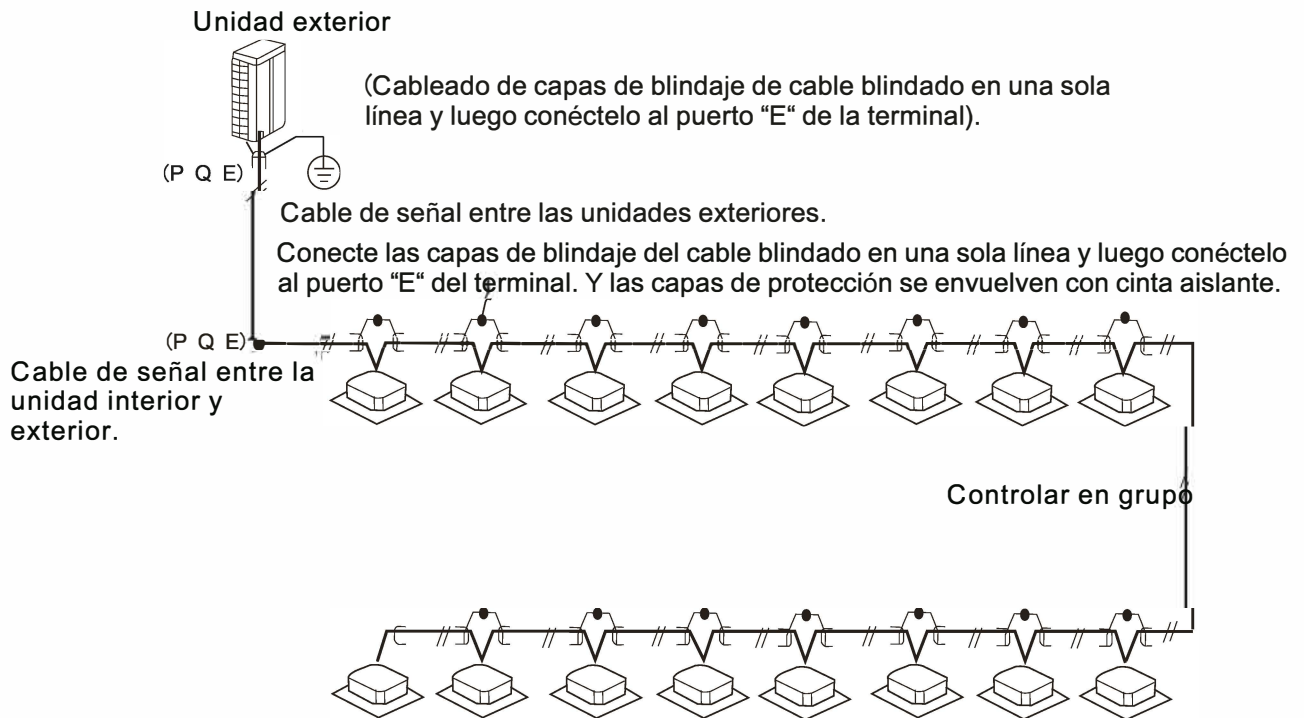 Unidad exterior
(Cableado de capas de blindaje de cable blindado en una sola
línea y luego conéctelo al puerto “E“ de la terminal).
(P Q E)
Cable de señal entre las unidades exteriores.
Conecte las capas de blindaje del cable blindado en una sola línea y luego conéctelo
al puerto “E“ del terminal. Y las capas de protección se envuelven con cinta aislante.
(P Q E)
Cable de señal entre la
unidad interior y
exterior.
Controlar en grupo